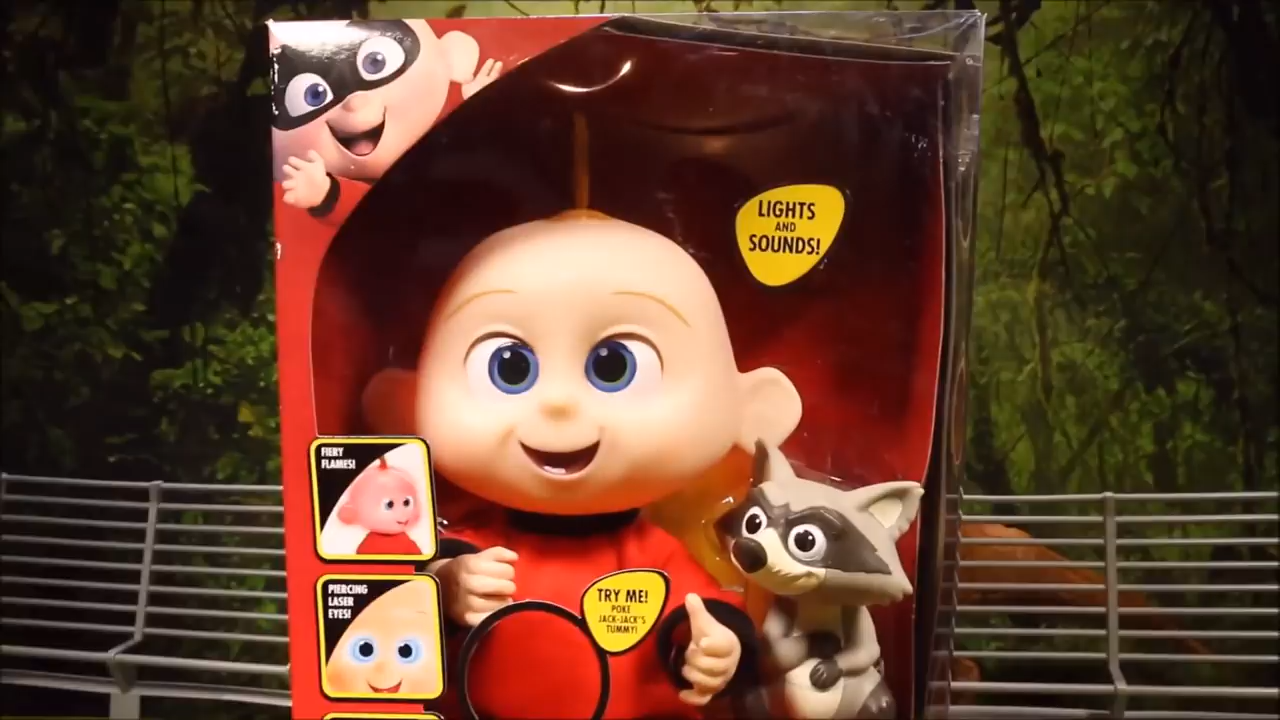 LIGHTS
AND
SOUNDS!
FIERY
FLAMES!
PIERCING
LASER
EYES!
TRY ME!
POKE
JACK-JACK'S
TUMMY!